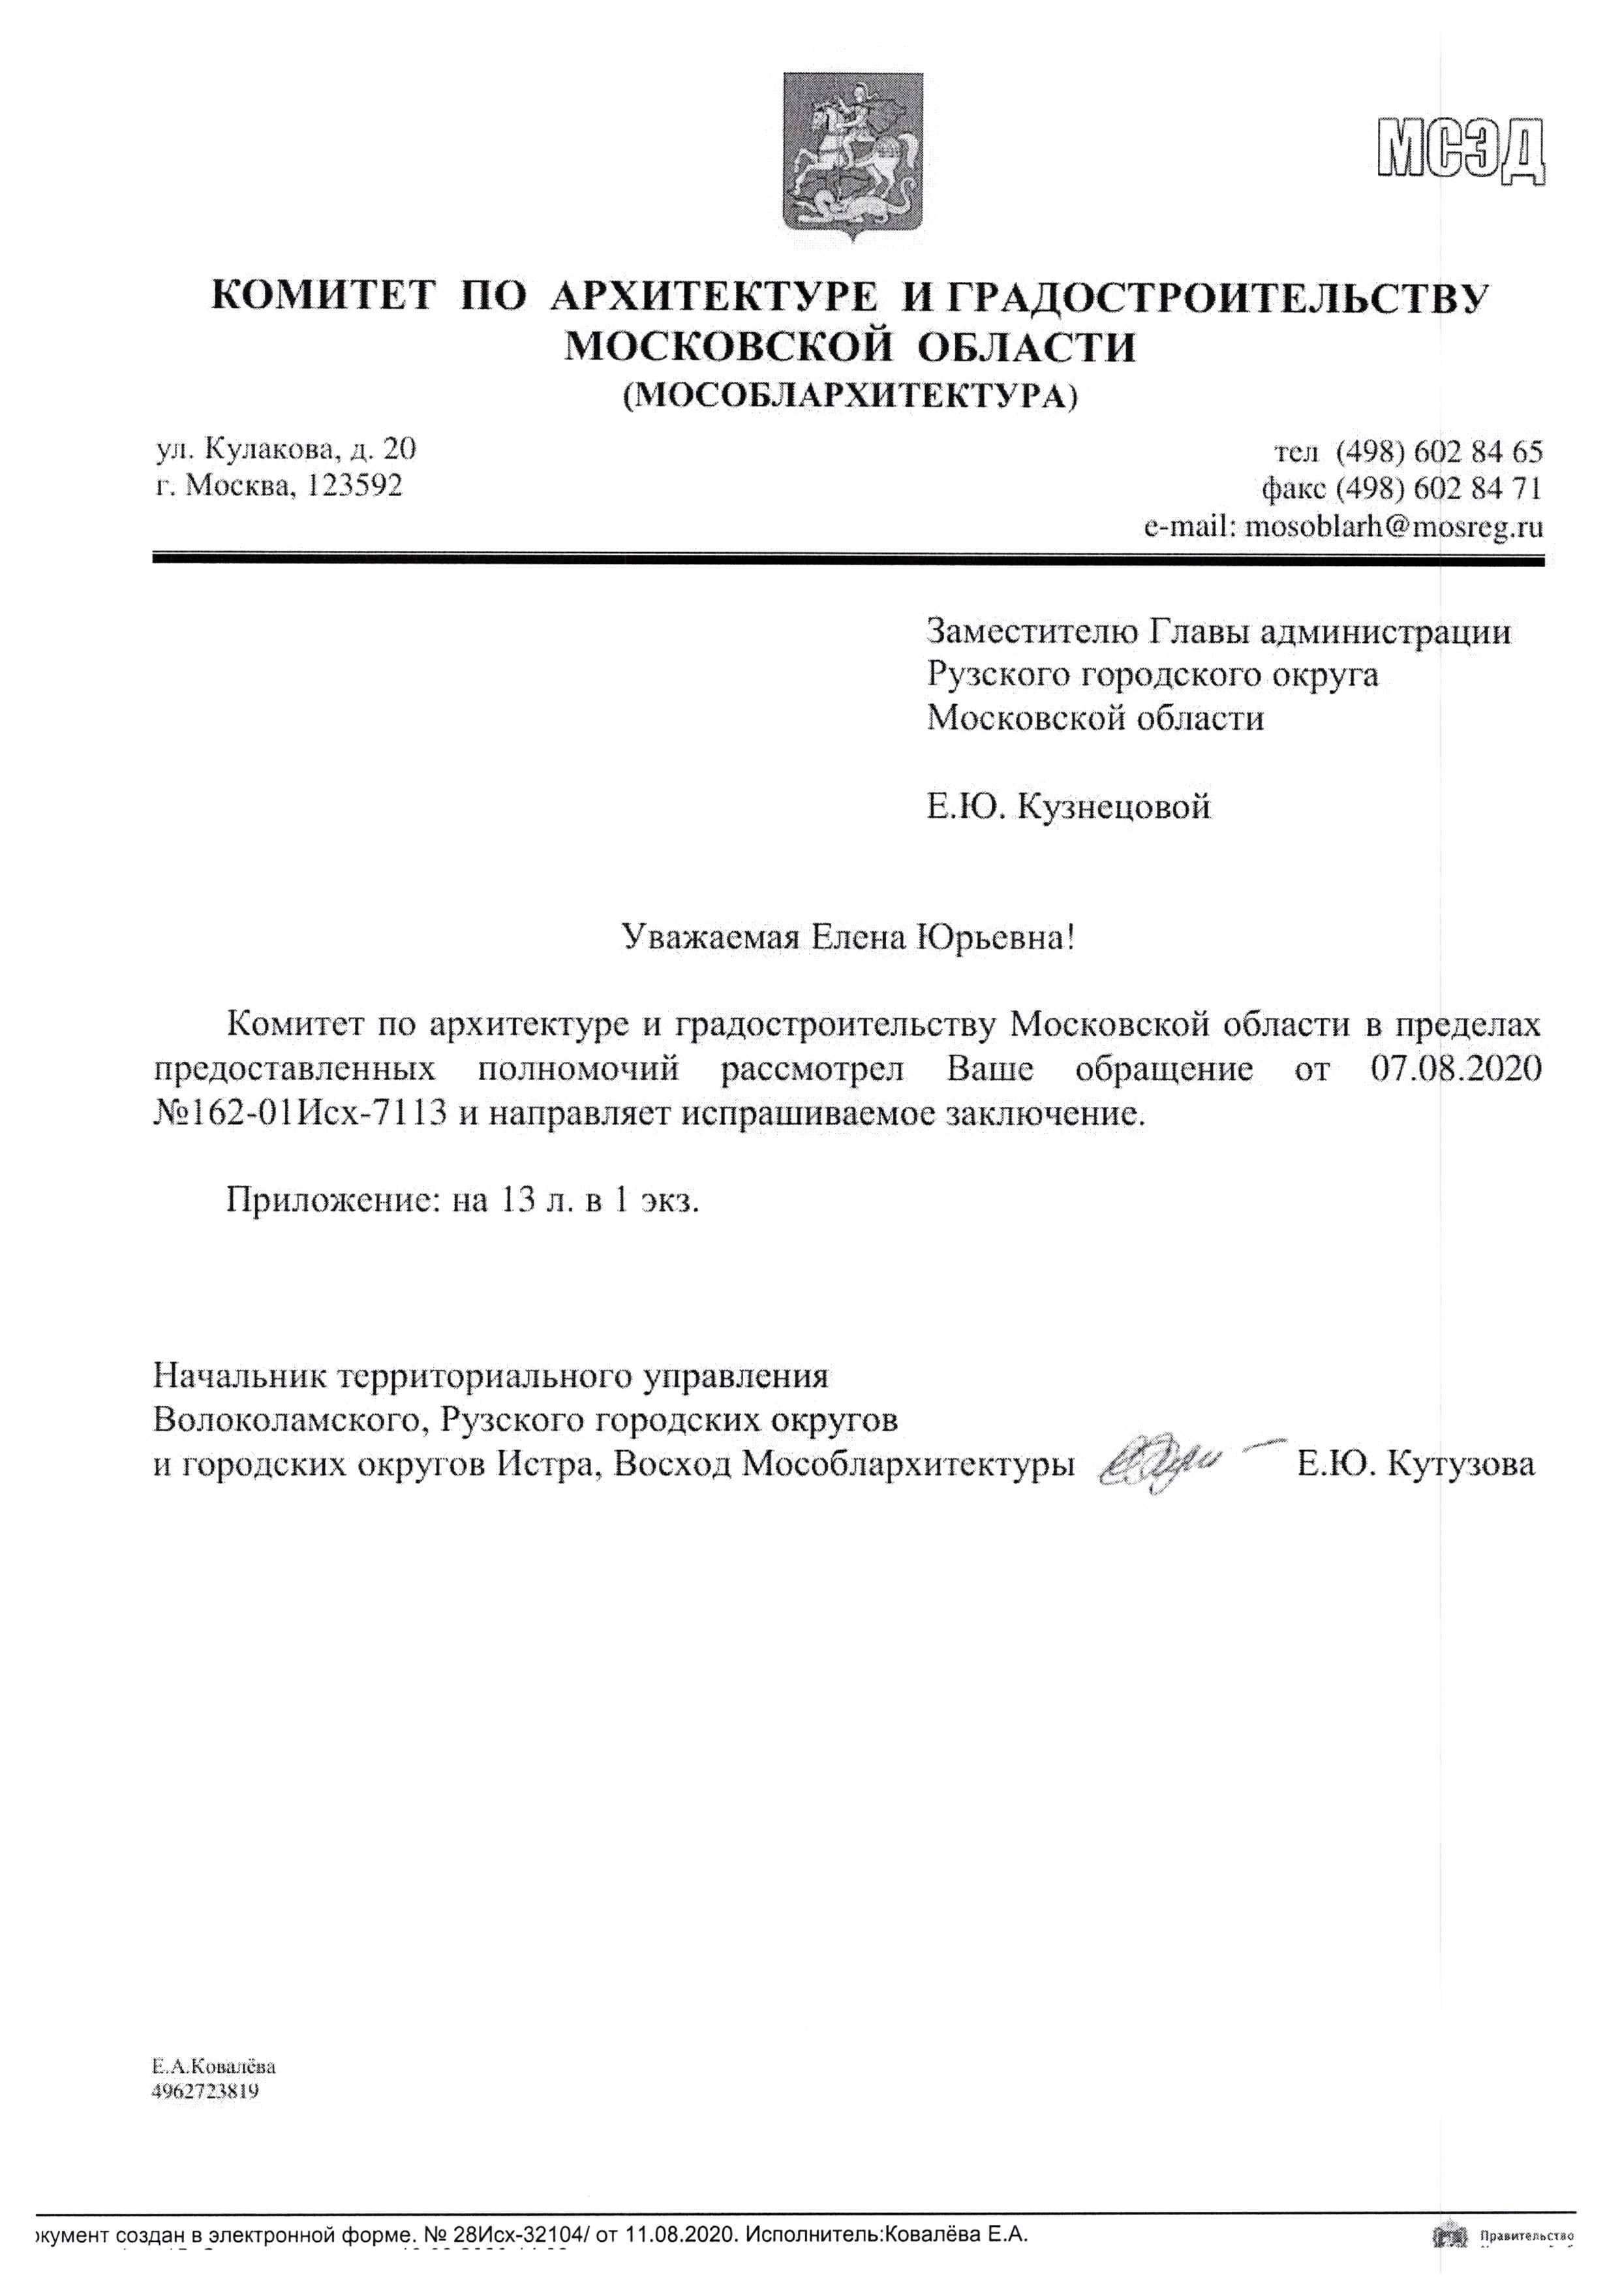 МСЭД
КОМИТЕТ ПО АРХИТЕКТУРЕ И ГРАДОСТРОИТЕЛЬСТВУ
МОСКОВСКОЙ ОБЛАСТИ
(МОСОБЛАРХИТЕКТУРА)
ул. Кулакова, д. 20
г. Москва, 123592
тел (498) 602 84 65
факс (498) 602 84 71
e-mail: mosoblarh@mosreg.ru
Заместителю Главы администрации
Рузского городского округа
Московской области
Е.Ю. Кузнецовой
Уважаемая Елена Юрьевна!
Комитет по архитектуре и градостроительству Московской области в пределах
предоставленных полномочий рассмотрел Ваше обращение от 07.08.2020
№162-01Исх-7113 и направляет испрашиваемое заключение.
Приложение: на 13 л. в 1 экз.
Начальник территориального управления
Волоколамского, Рузского городских округов
и городских округов Истра, Восход Мособлархитектуры Е.Ю. Кутузова
Е.А.Ковалёва
4962723819
окумент создан в электронной форме. № 28Исх-32104/ от 11.08.2020. Исполнитель:Ковалёва Е.А.
Правительство